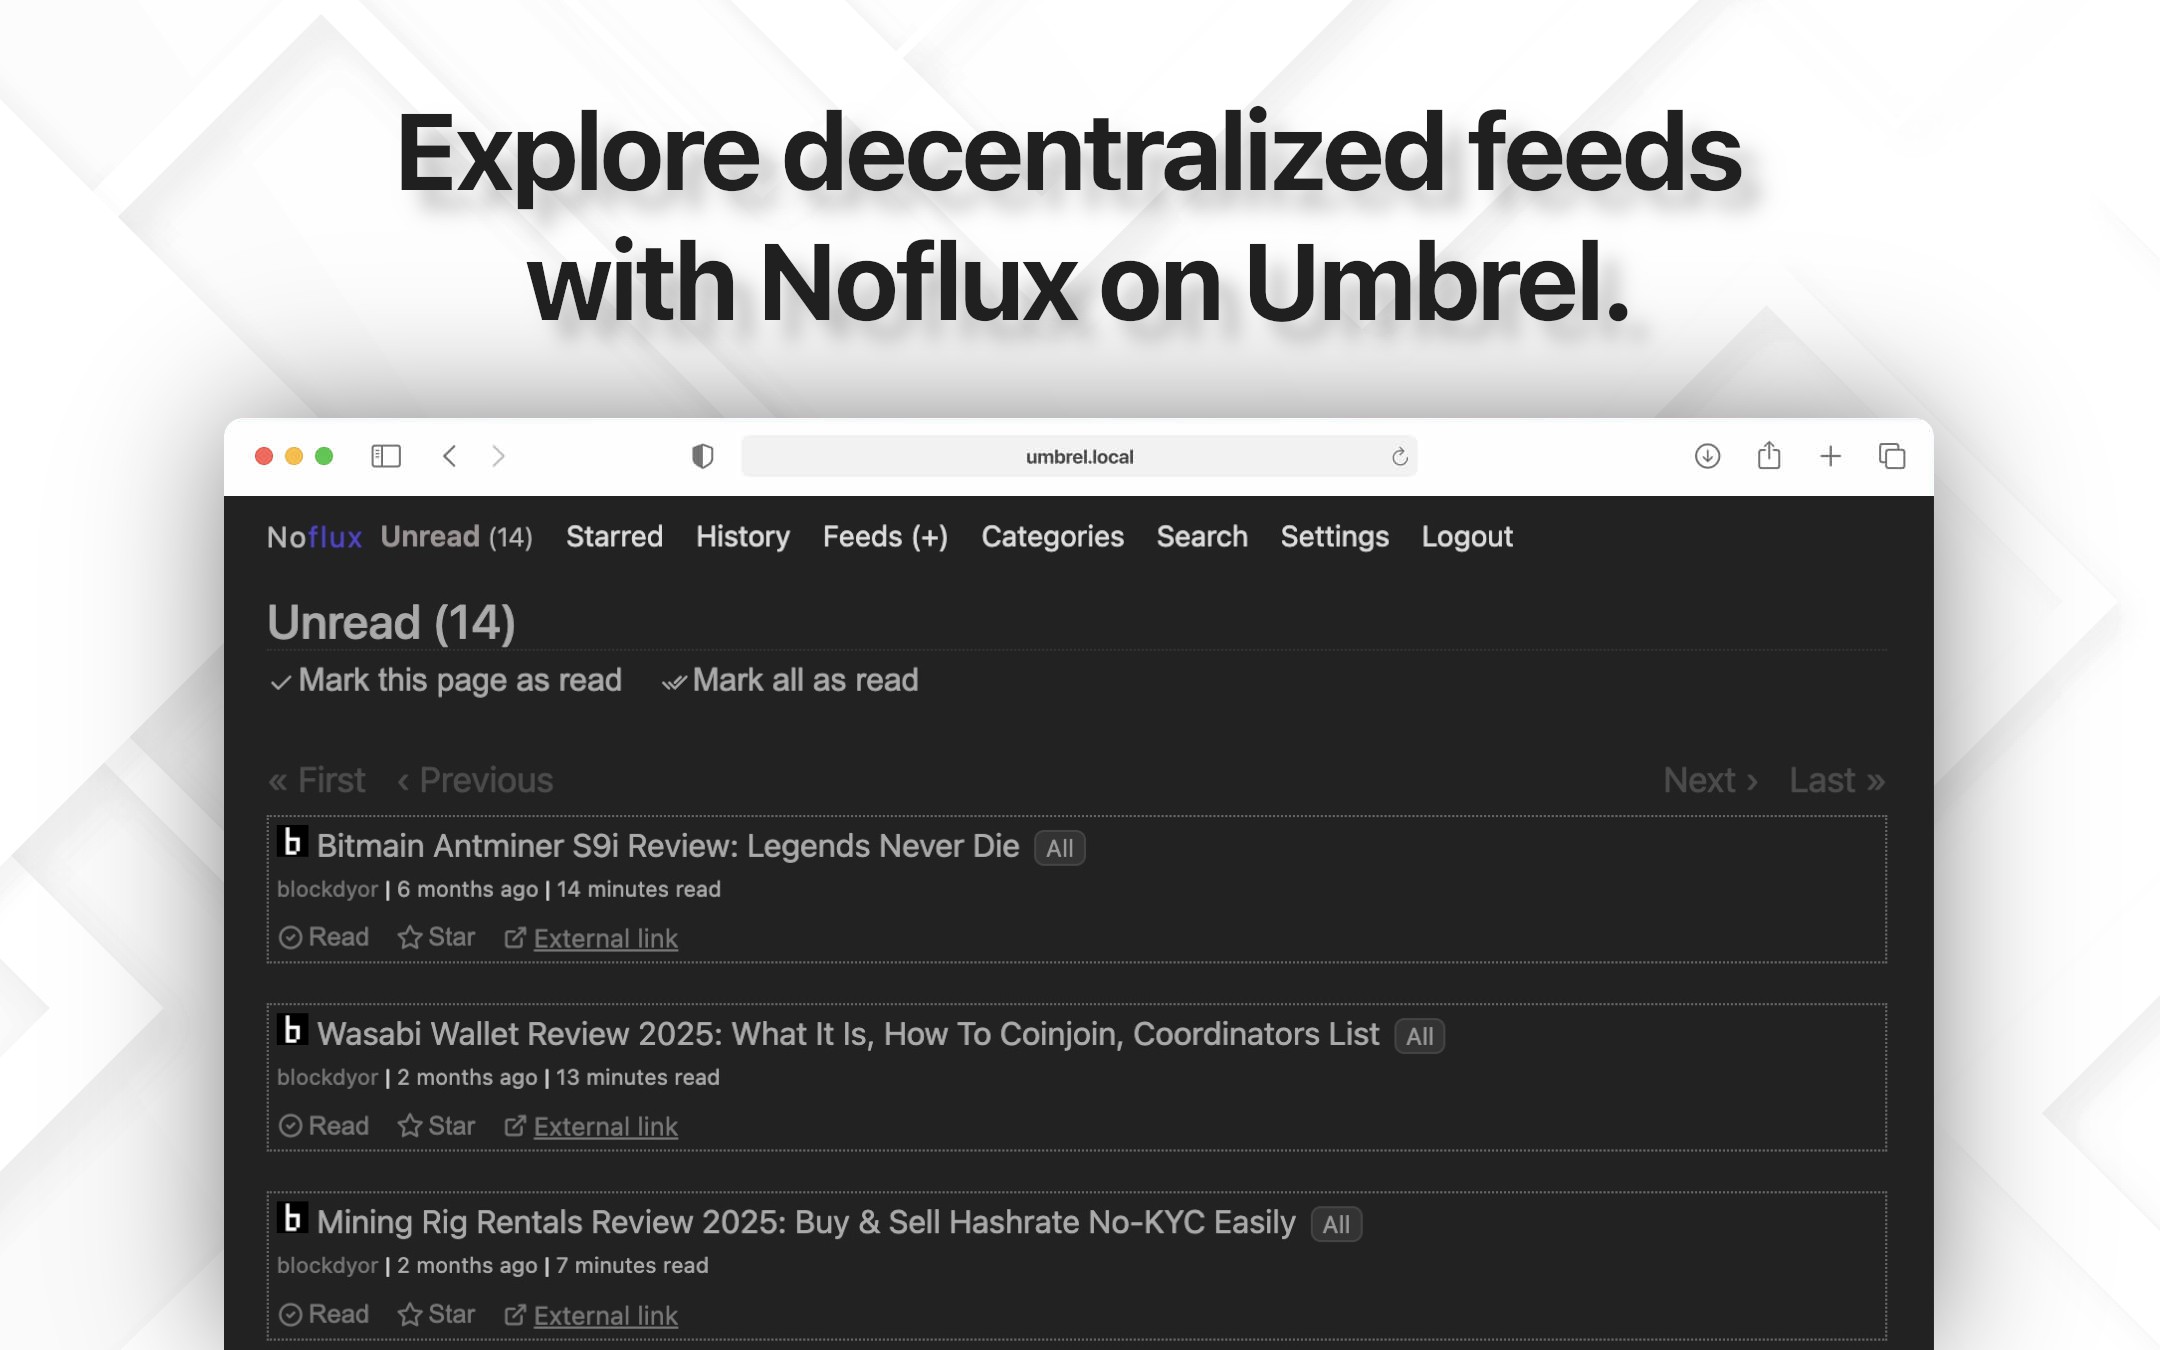 Explore decentralized feeds
with Noflux on Umbrel.
umbrel.local
Noflux Unread (14) Starred History Feeds (+) Categories Search Settings Logout
Unread (14)
Mark this page as read Mark all as read
« First ‹ Previous Next › Last »
b Bitmain Antminer S9i Review: Legends Never Die All
blockdyor | 6 months ago | 14 minutes read
Read Star External link
b Wasabi Wallet Review 2025: What It Is, How To Coinjoin, Coordinators List All
blockdyor | 2 months ago | 13 minutes read
Read Star External link
b Mining Rig Rentals Review 2025: Buy & Sell Hashrate No-KYC Easily All
blockdyor | 2 months ago | 7 minutes read
Read Star External link